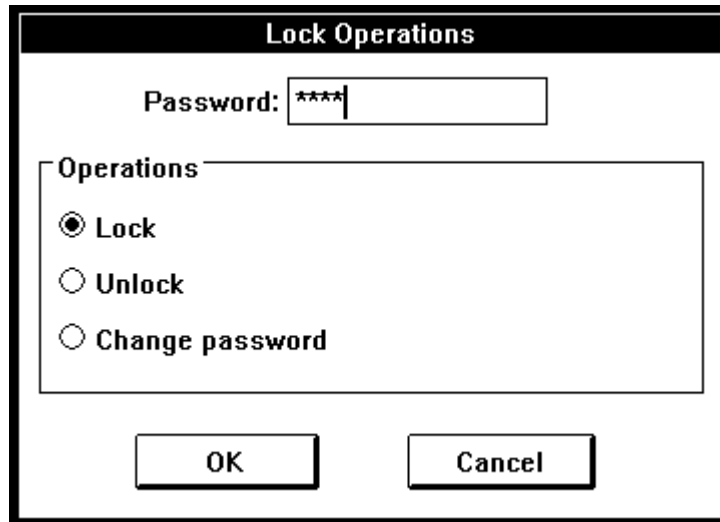 Lock Operations
Password: ****
Operations
Lock
Unlock
Change password
OK Cancel